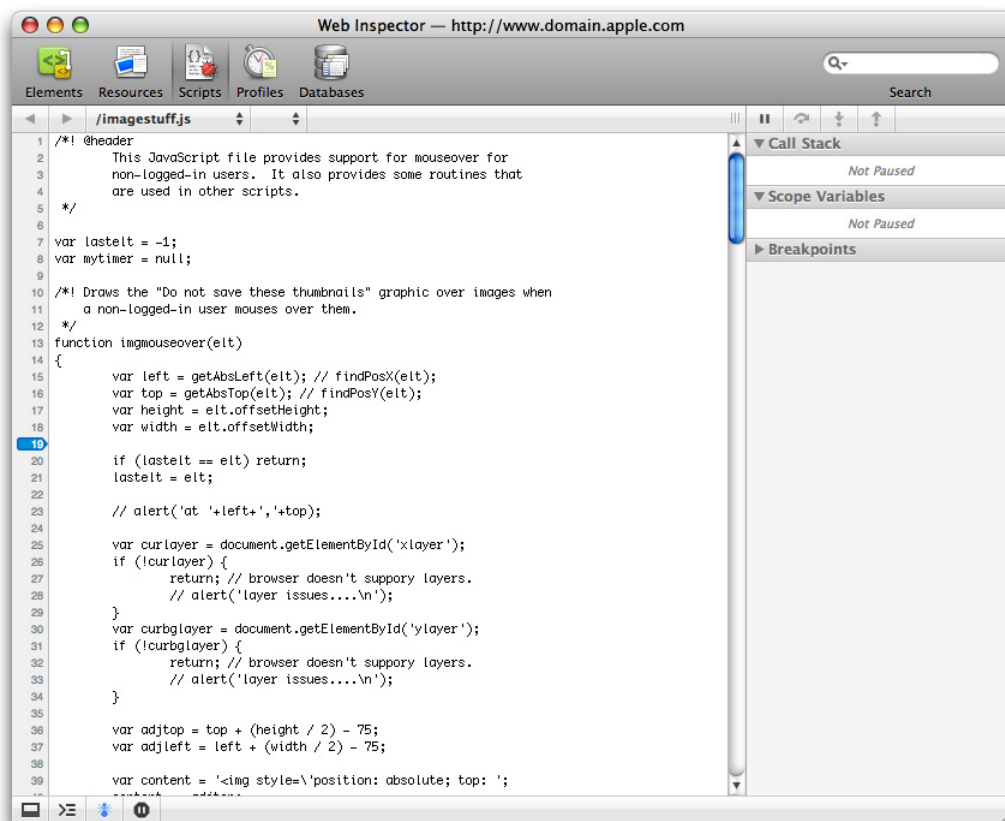 Web Inspector — http://www.domain.apple.com
Elements Resources Scripts Profiles Databases Search
/imagestuff.js
1 /*! @header
2 This JavaScript file provides support for mouseover for
3 non-logged-in users. It also provides some routines that
4 are used in other scripts.
5 */
6
7 var lastelt = -1;
8 var mytimer = null;
9
10 /*! Draws the "Do not save these thumbnails" graphic over images when
11 a non-logged-in user mouses over them.
12 */
13 function imgmouseover(elt)
14 {
15 var left = getAbsLeft(elt); // findPosX(elt);
16 var top = getAbsTop(elt); // findPosY(elt);
17 var height = elt.offsetHeight;
18 var width = elt.offsetWidth;
19
20 if (lastelt == elt) return;
21 lastelt = elt;
22
23 // alert('at '+left+','+top);
24
25 var curlayer = document.getElementById('xlayer');
26 if (!curlayer) {
27 return; // browser doesn't suppory layers.
28 // alert('layer issues....\n');
29 }
30 var curbglayer = document.getElementById('ylayer');
31 if (!curbglayer) {
32 return; // browser doesn't suppory layers.
33 // alert('layer issues....\n');
34 }
35
36 var adjtop = top + (height / 2) - 75;
37 var adjleft = left + (width / 2) - 75;
38
39 var content = '<img style=\'position: absolute; top: ';
Call Stack
Not Paused
Scope Variables
Not Paused
Breakpoints